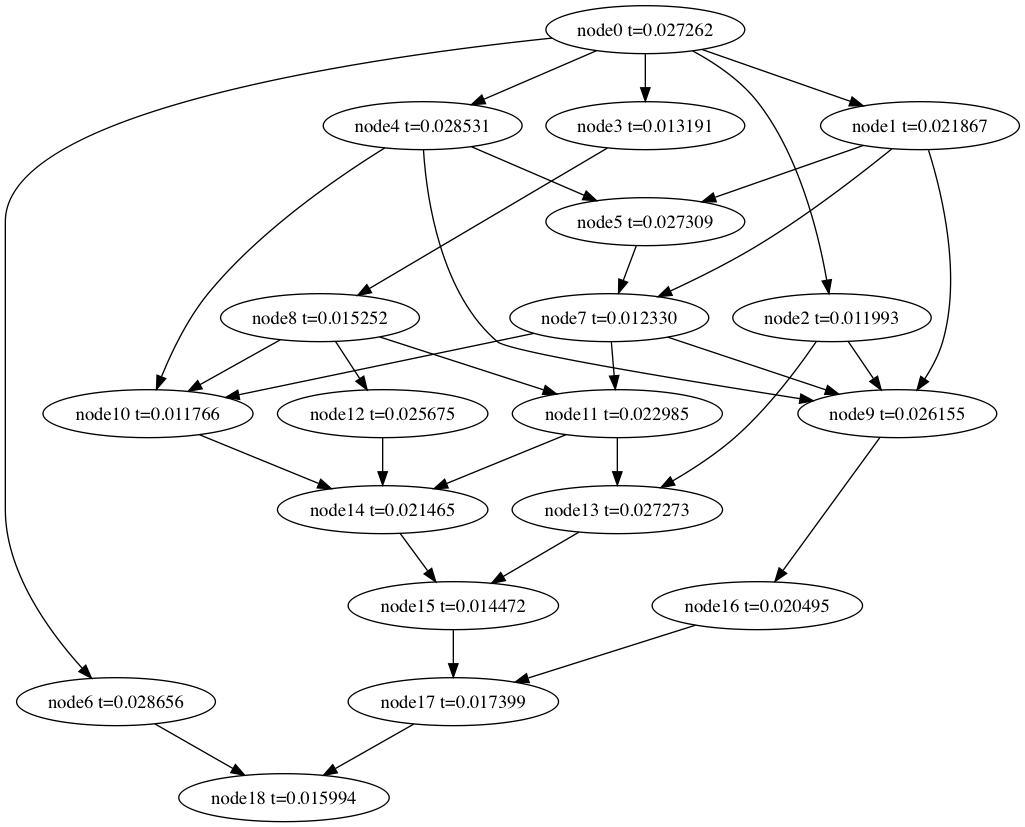 node0 t=0.027262
node4 t=0.028531
node3 t=0.013191
node1 t=0.021867
node5 t=0.027309
node8 t=0.015252
node7 t=0.012330
node2 t=0.011993
node10 t=0.011766
node12 t=0.025675
node11 t=0.022985
node9 t=0.026155
node14 t=0.021465
node13 t=0.027273
node15 t=0.014472
node16 t=0.020495
node6 t=0.028656
node17 t=0.017399
node18 t=0.015994